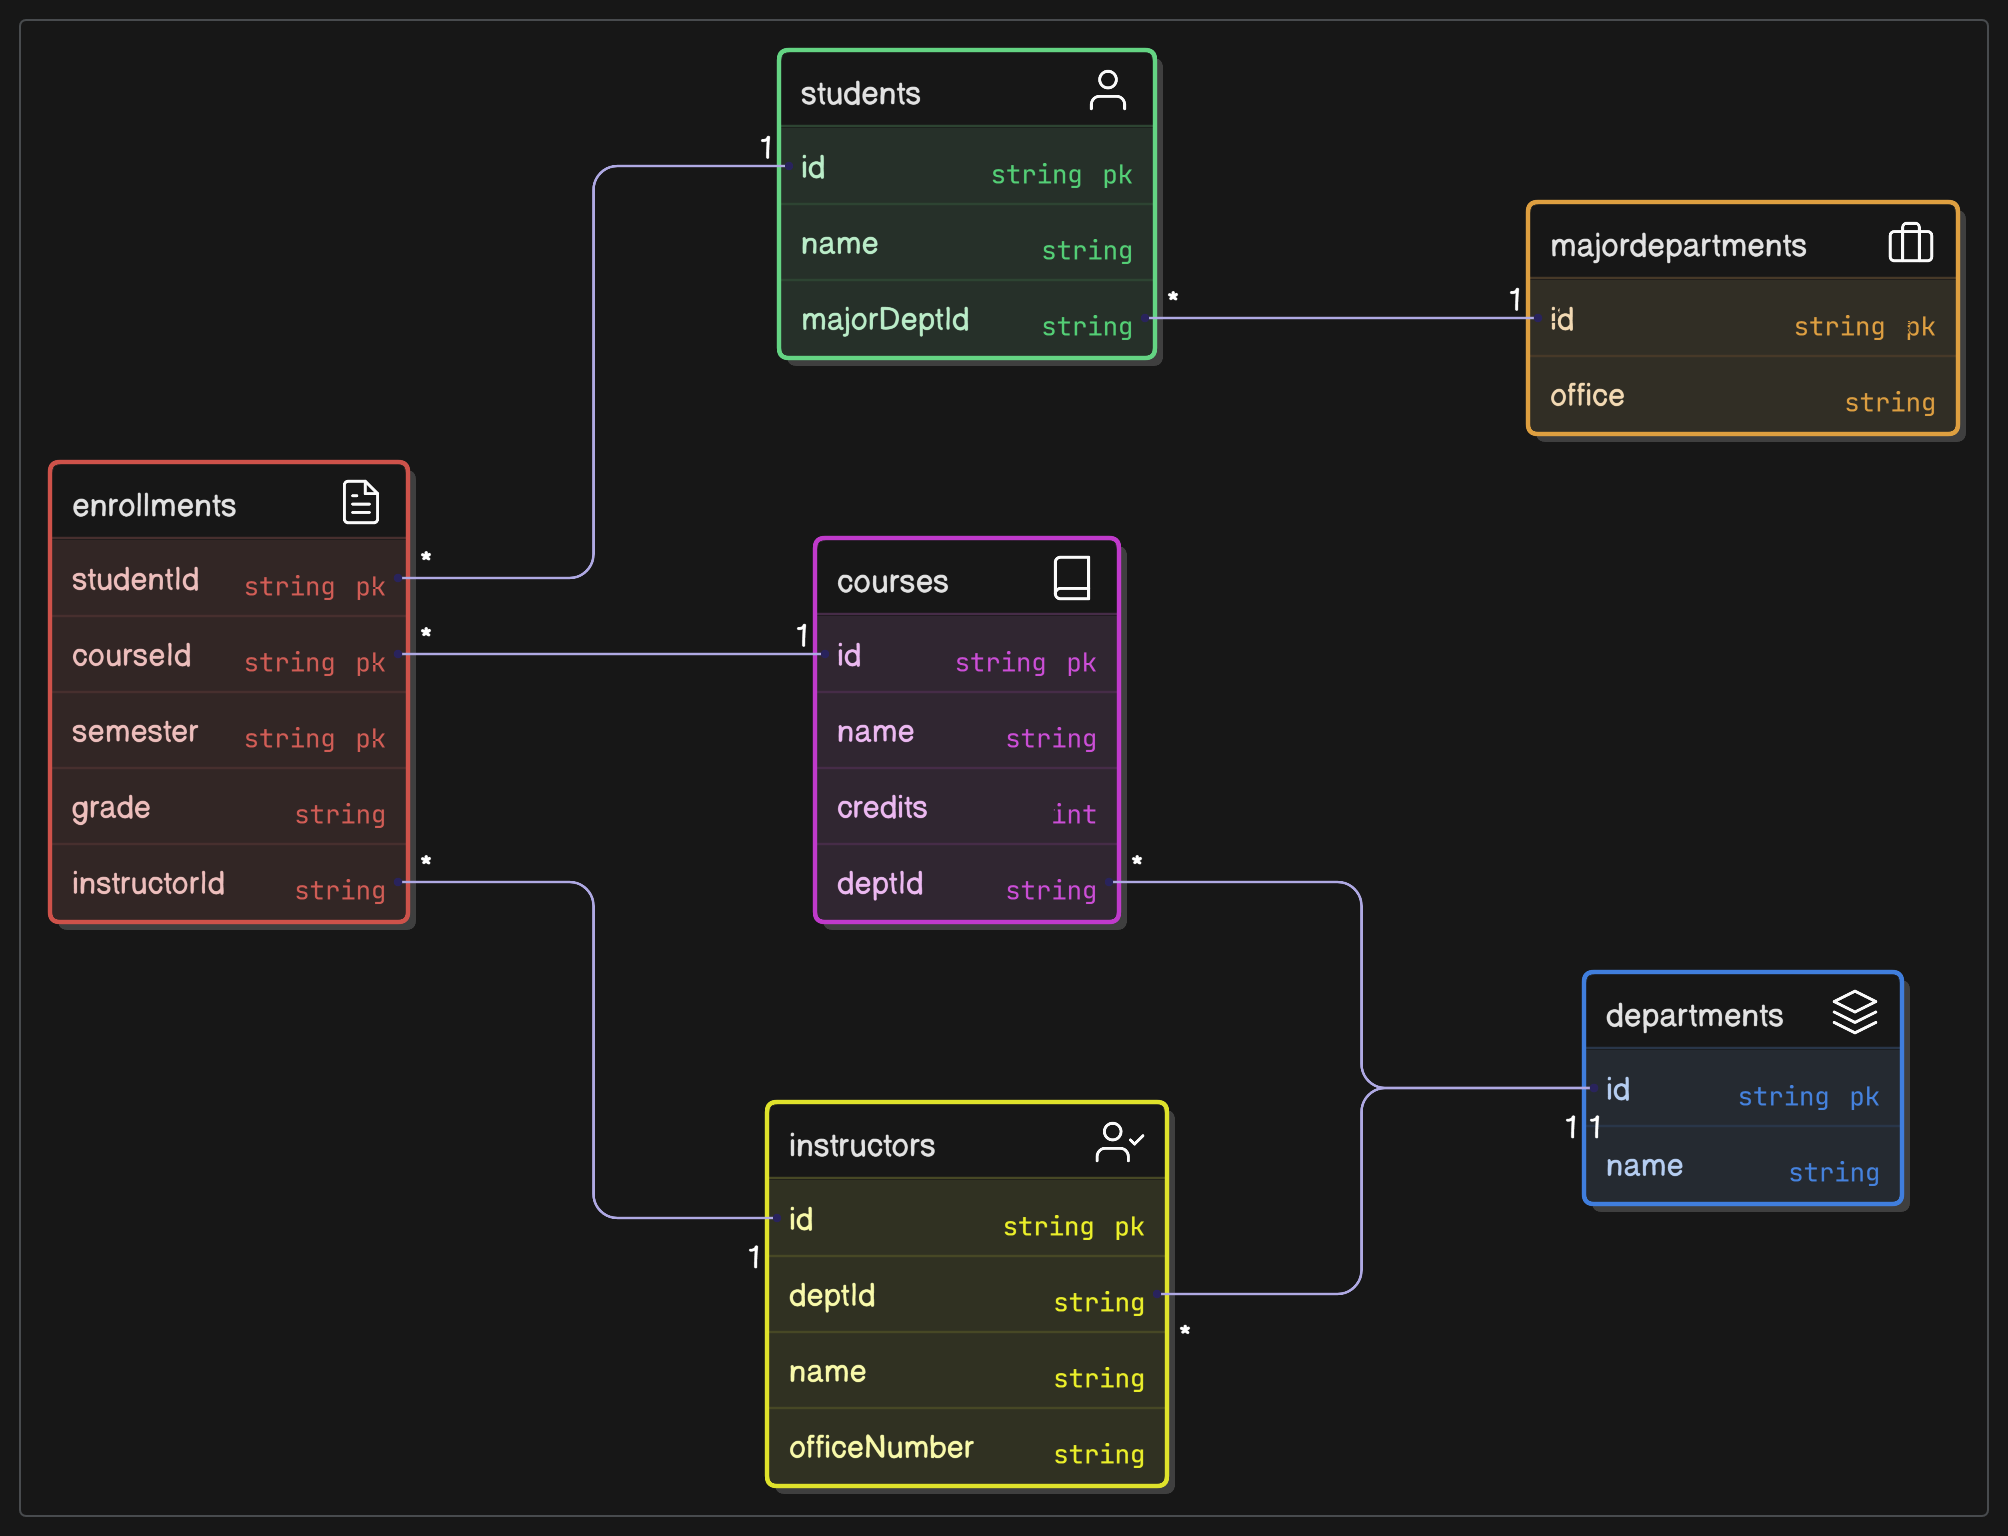 students
1
id string pk
name string
majorDeptId string
*
1
majordepartments
id string pk
office string
enrollments
studentId string pk
*
courseId string pk
*
semester string pk
grade string
instructorId string
*
courses
1
id string pk
name string
credits int
deptId string
*
departments
id string pk
1 1
name string
instructors
id string pk
1
deptId string
*
name string
officeNumber string